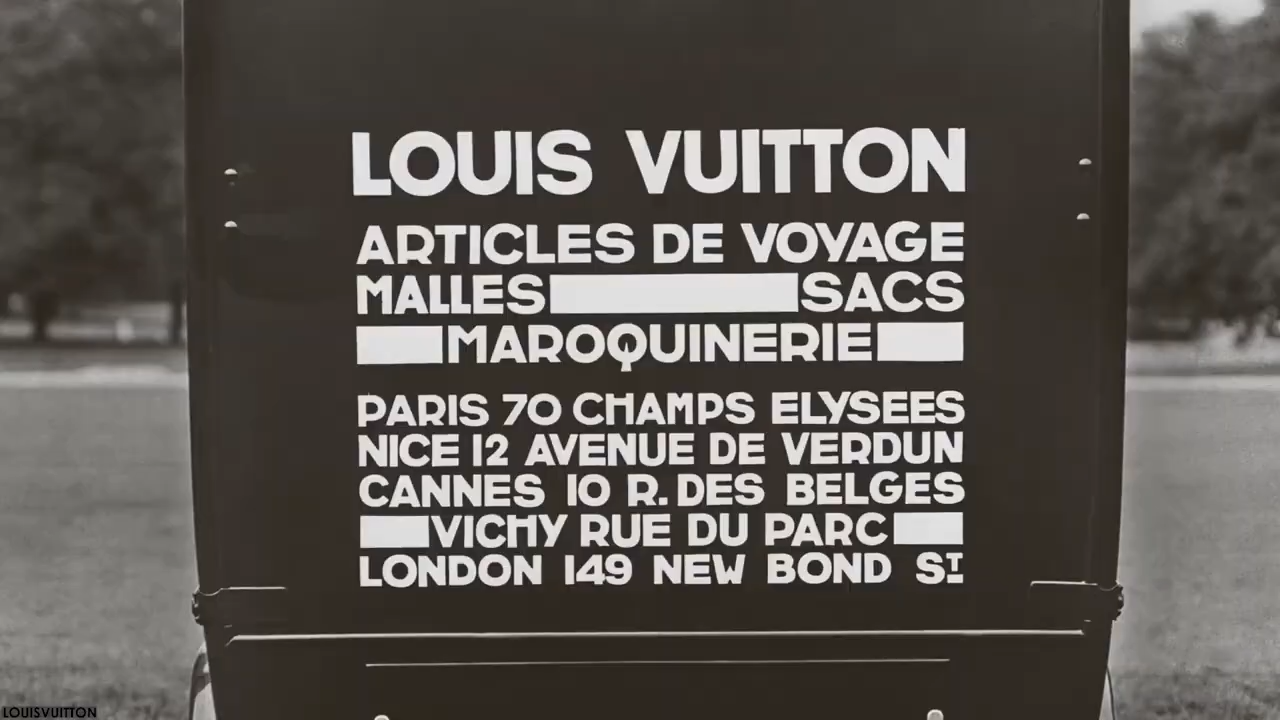 LOUIS VUITTON
ARTICLES DE VOYAGE
MALLES SACS
MAROQUINERIE
PARIS 70 CHAMPS ELYSEES
NICE 12 AVENUE DE VERDUN
CANNES 10 R. DES BELGES
VICHY RUE DU PARC
LONDON 149 NEW BOND ST
LOUISVUITTON